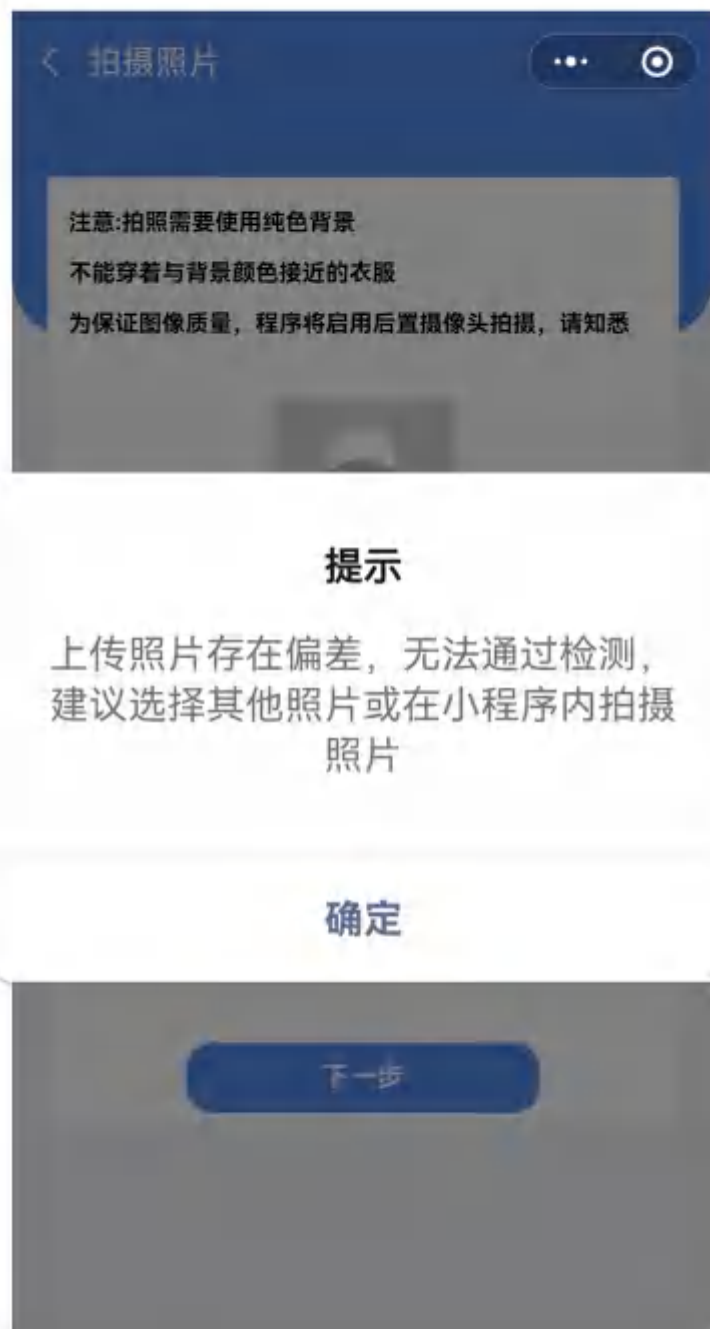 拍摄照片
注意:拍照需要使用纯色背景
不能穿着与背景颜色接近的衣服
为保证图像质量，程序将启用后置摄像头拍摄，请知悉
提示
上传照片存在偏差，无法通过检测，
建议选择其他照片或在小程序内拍摄
照片
确定
下一步